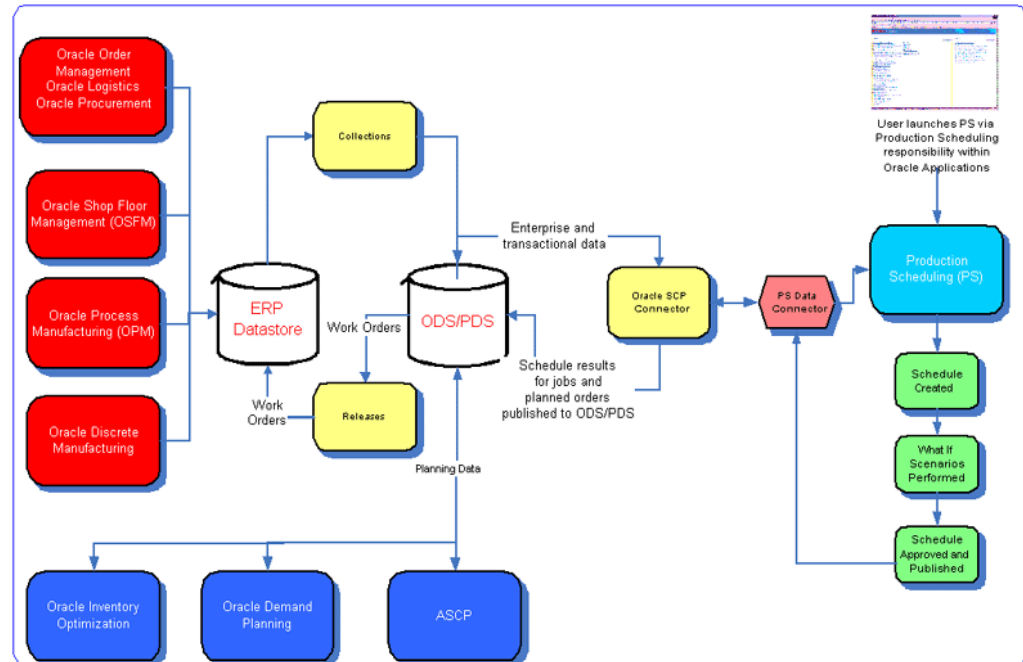 Oracle Order
Management
Oracle Logistics
Oracle Procurement
Oracle Shop Floor
Management (OSFM)
Oracle Process
Manufacturing (OPM)
Oracle Discrete
Manufacturing
Collections
ERP
Datastore
Work Orders
ODS/PDS
Work
Orders
Releases
Enterprise and
transactional data
Oracle SCP
Connector
Schedule results
for jobs and
planned orders
published to ODS/PDS
Planning Data
Oracle Inventory
Optimization
Oracle Demand
Planning
ASCP
PS Data
Connector
User launches PS via
Production Scheduling
responsibility within
Oracle Applications
Production
Scheduling (PS)
Schedule
Created
What If
Scenarios
Performed
Schedule
Approved and
Published